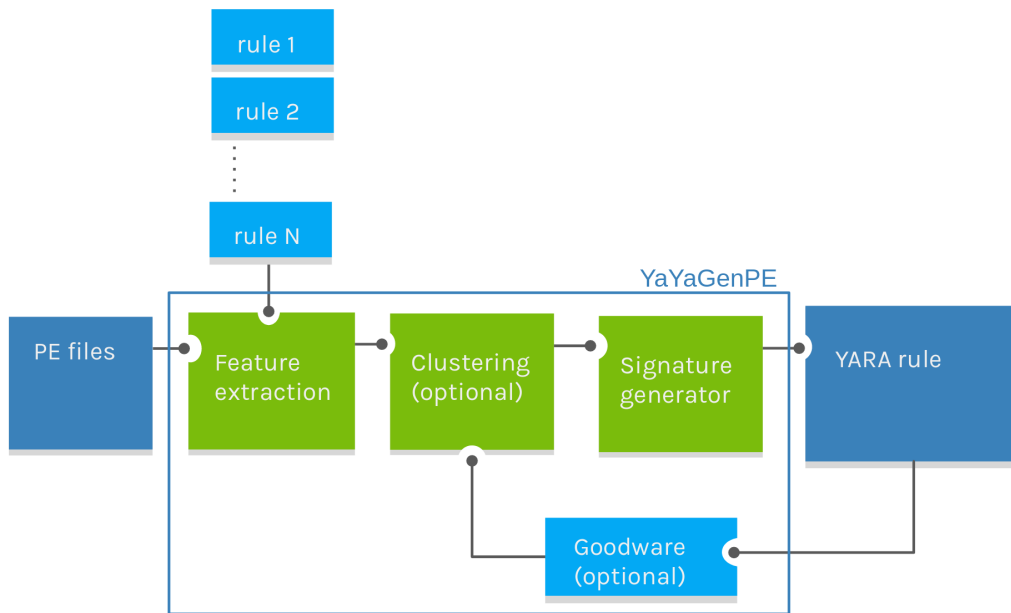 rule 1
rule 2
rule N
YaYaGenPE
PE files
Feature
extraction
Clustering
(optional)
Signature
generator
YARA rule
Goodware
(optional)